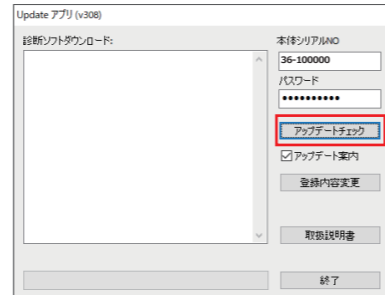 Update アプリ (v308)
診断ソフトダウンロード:
本体シリアルNO
36-100000
パスワード
●●●●●●●●●●
アップデートチェック
アップデート案内
登録内容変更
取扱説明書
終了